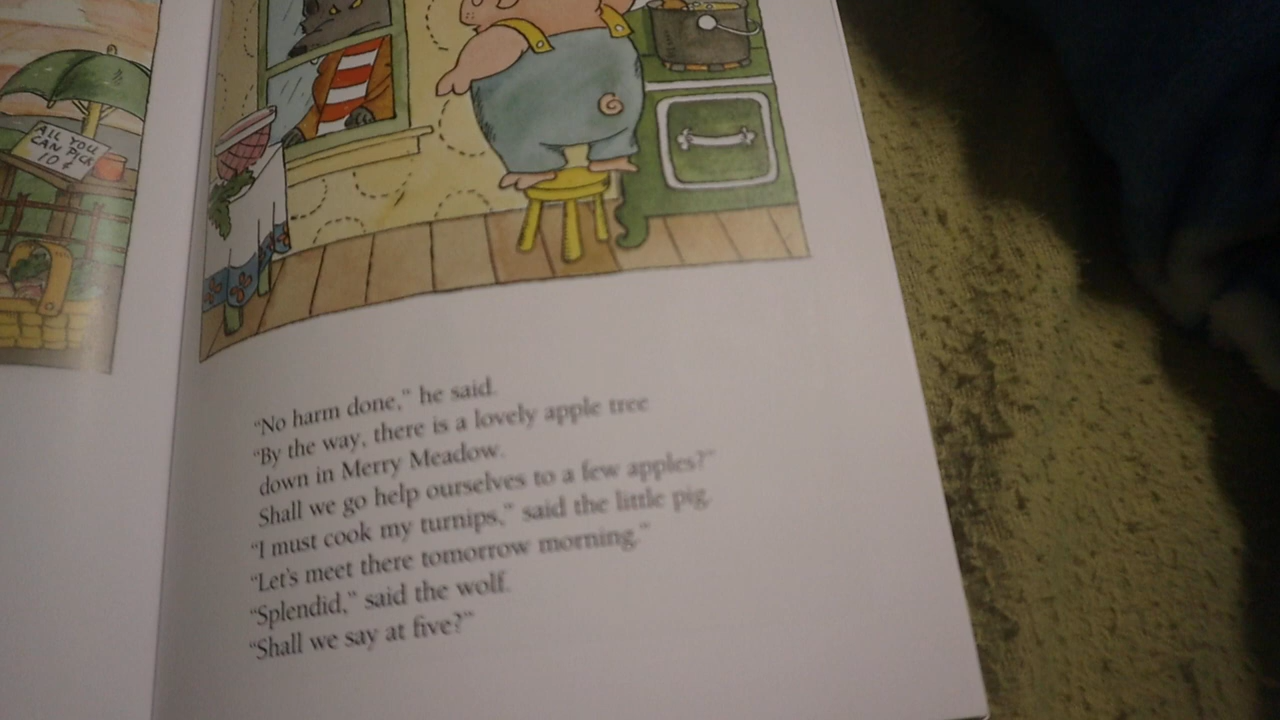 ALL YOU
CAN PICK
10 ¢
“No harm done,” he said.
“By the way, there is a lovely apple tree
down in Merry Meadow.
Shall we go help ourselves to a few apples?”
“I must cook my turnips,” said the little pig.
“Let’s meet there tomorrow morning.”
“Splendid,” said the wolf.
“Shall we say at five?”